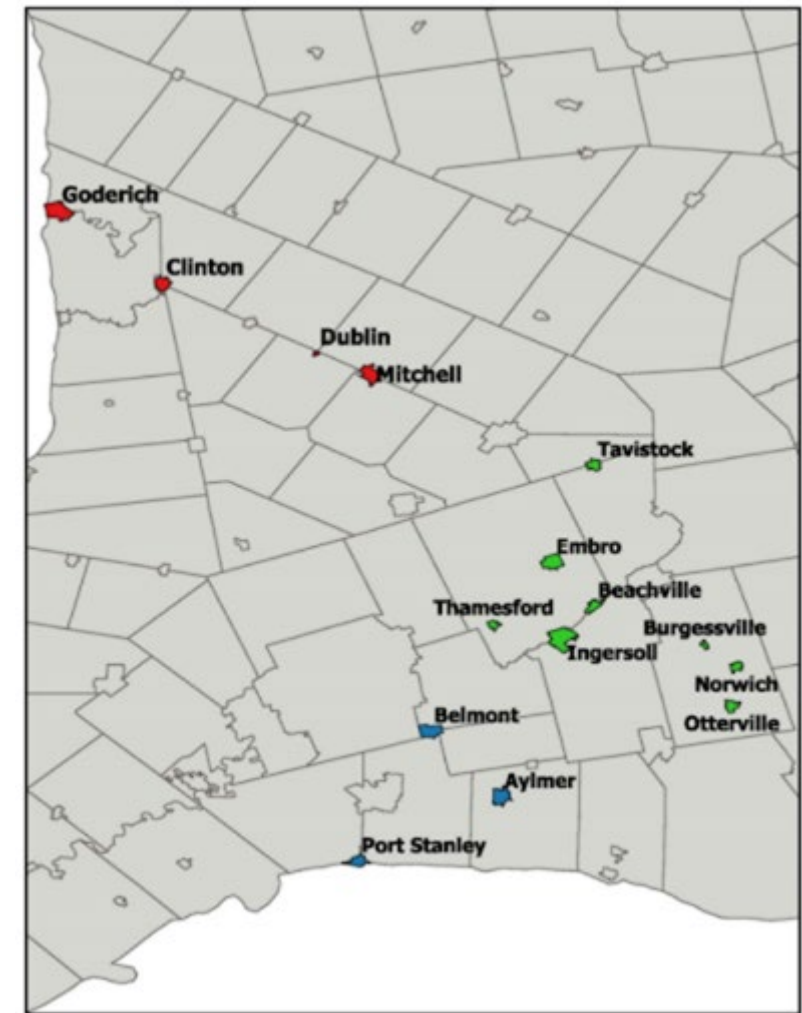 Goderich
Clinton
Dublin
Mitchell
Tavistock
Embro
Beachville
Thamesford
Burgessville
Ingersoll
Norwich
Belmont
Otterville
Aylmer
Port Stanley